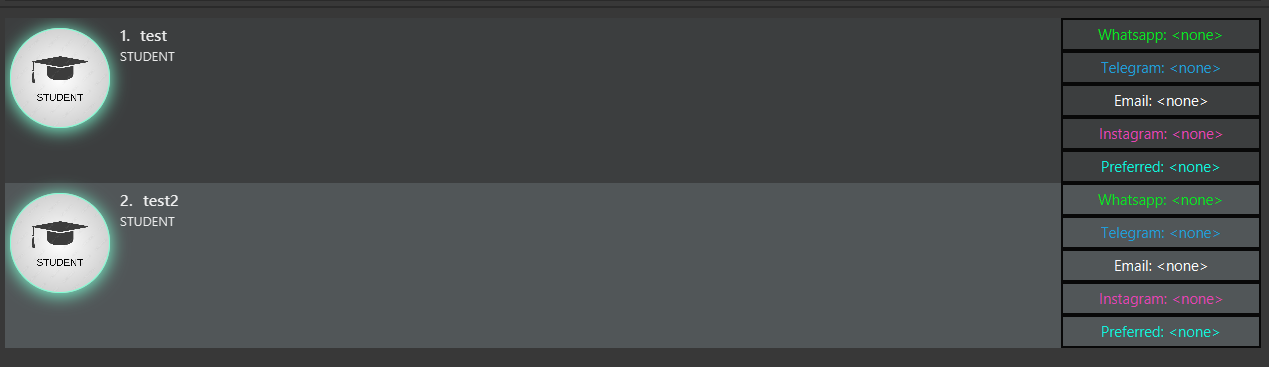 1. test
STUDENT
STUDENT
Whatsapp: <none>
Telegram: <none>
Email: <none>
Instagram: <none>
Preferred: <none>
2. test2
STUDENT
STUDENT
Whatsapp: <none>
Telegram: <none>
Email: <none>
Instagram: <none>
Preferred: <none>